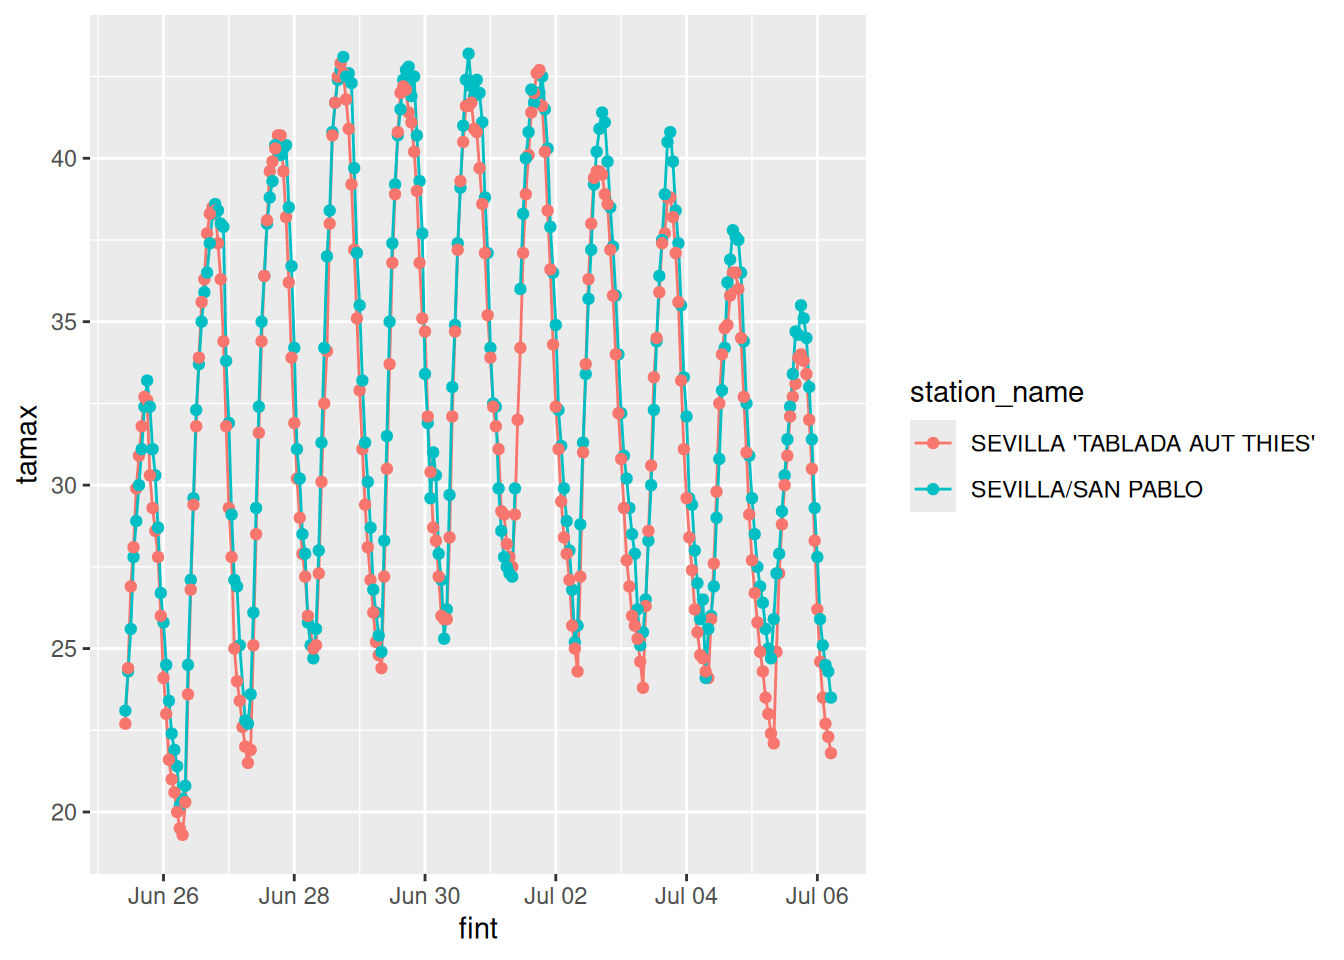 tamax
40
35
30
25
20
Jun 26
Jun 28
Jun 30
Jul 02
Jul 04
Jul 06
fint
station_name
SEVILLA 'TABLADA AUT THIES'
SEVILLA/SAN PABLO